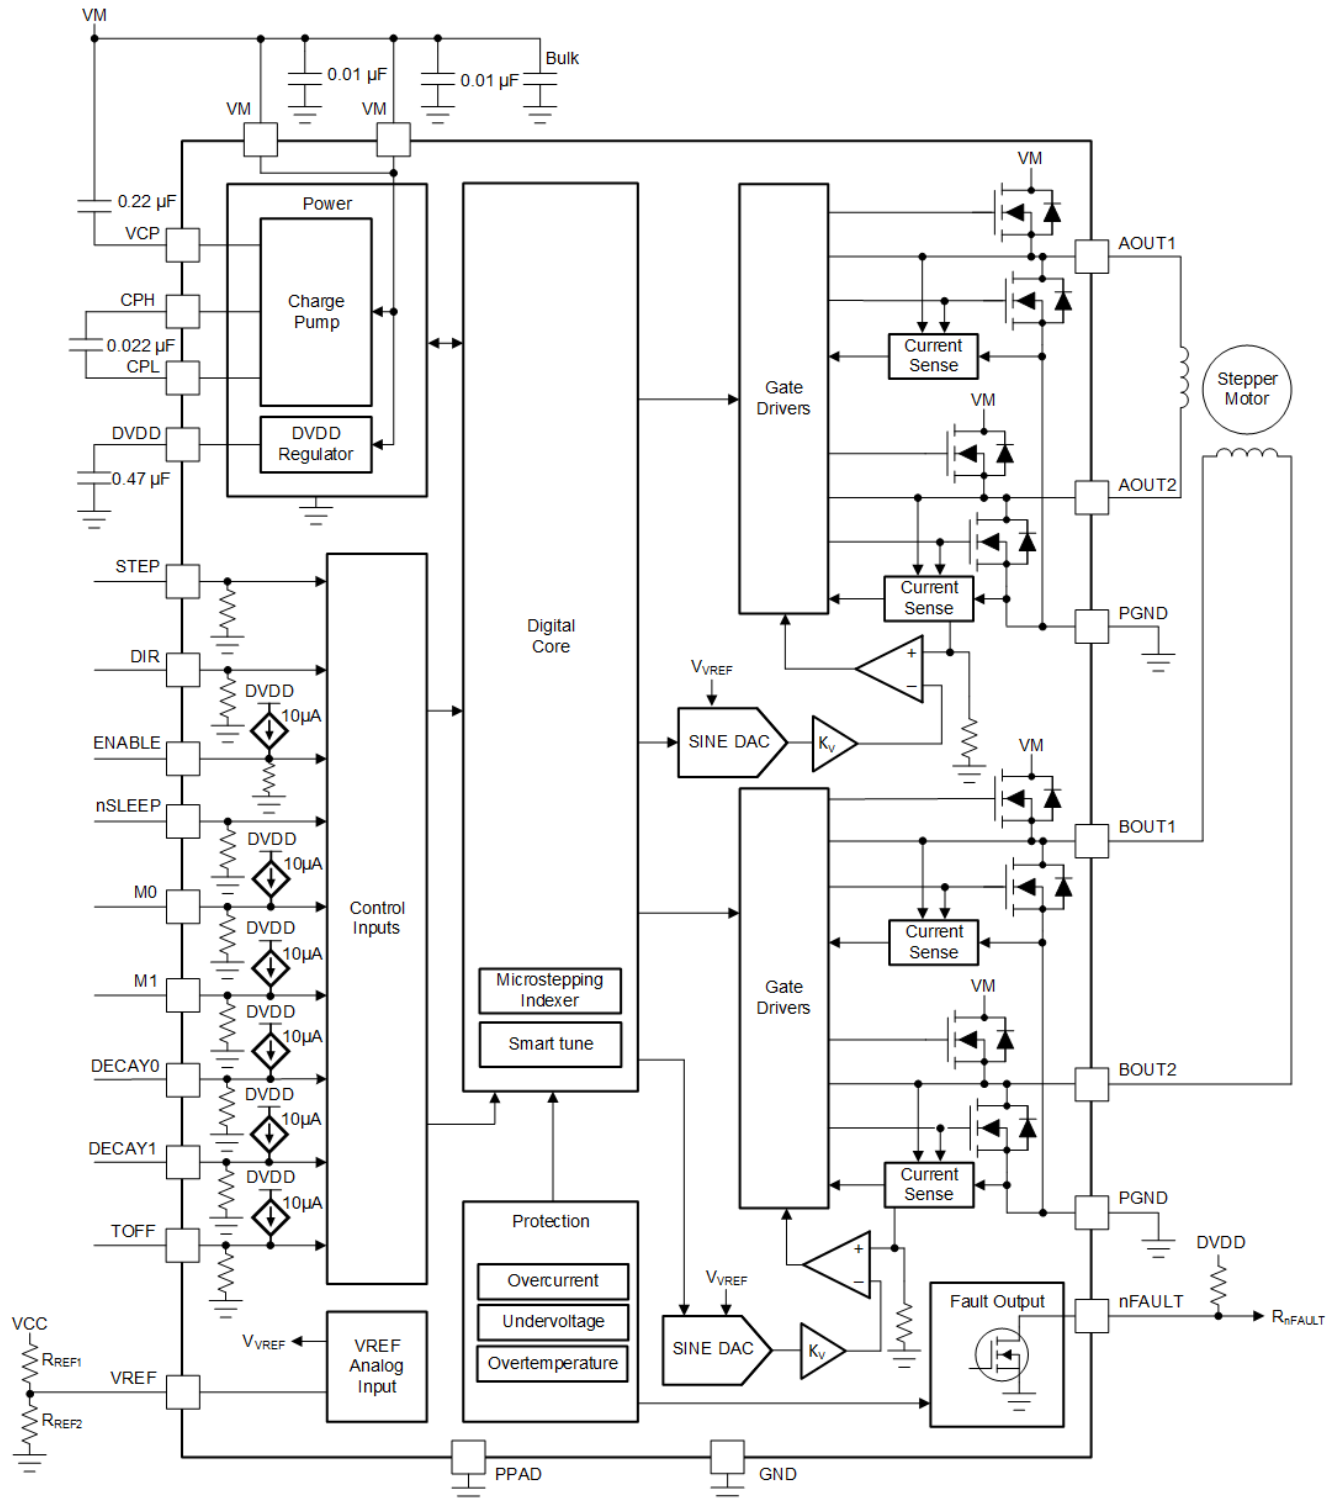 VM
0.01 µF
0.01 µF
Bulk
VM
VM
0.22 µF
VCP
CPH
0.022 µF
CPL
DVDD
0.47 µF
Power
Charge
Pump
DVDD
Regulator
STEP
DIR
DVDD
10µA
ENABLE
nSLEEP
DVDD
10µA
M0
DVDD
10µA
M1
DVDD
10µA
DECAY0
DVDD
10µA
DECAY1
DVDD
10µA
TOFF
Control
Inputs
VCC
RREF1
VREF
RREF2
VVREF
VREF
Analog
Input
Digital
Core
Microstepping
Indexer
Smart tune
Protection
Overcurrent
Undervoltage
Overtemperature
PPAD
GND
Gate
Drivers
VM
AOUT1
Current
Sense
VM
AOUT2
Current
Sense
PGND
Stepper
Motor
VVREF
SINE DAC
KV
+
−
Gate
Drivers
VM
BOUT1
Current
Sense
VM
BOUT2
Current
Sense
PGND
VVREF
SINE DAC
KV
+
−
Fault Output
nFAULT
DVDD
RnFAULT